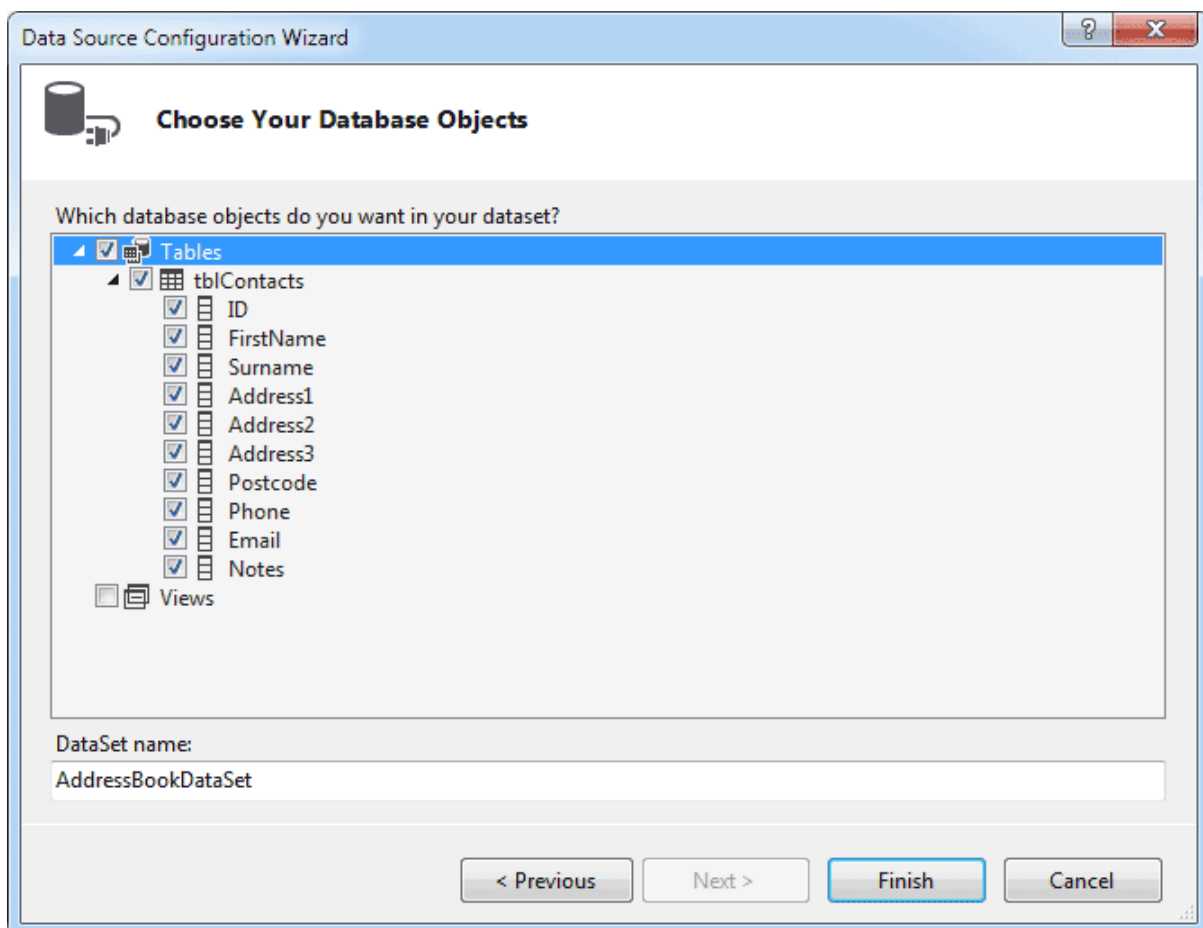 Data Source Configuration Wizard
?
Choose Your Database Objects
Which database objects do you want in your dataset?
Tables
tblContacts
ID
FirstName
Surname
Address1
Address2
Address3
Postcode
Phone
Email
Notes
Views
DataSet name:
AddressBookDataSet
< Previous Next > Finish Cancel